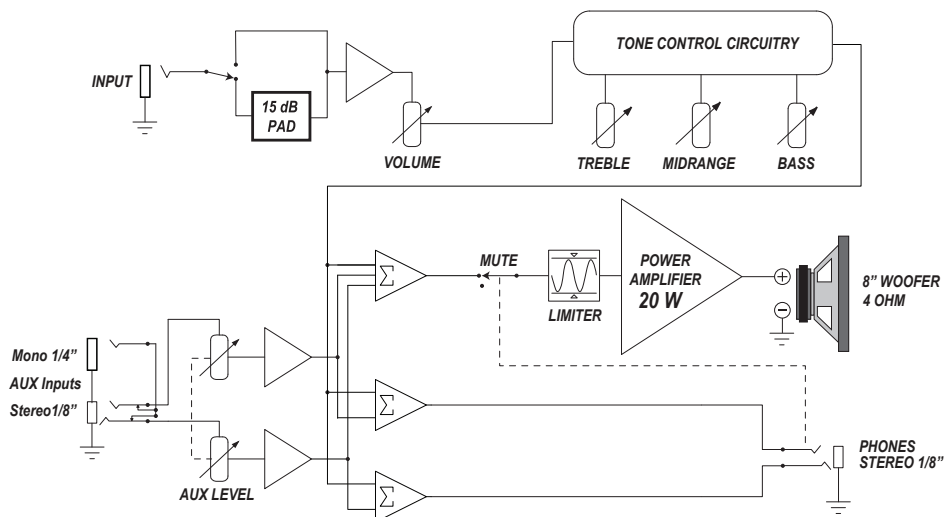 TONE CONTROL CIRCUITRY
INPUT
15 dB
PAD
VOLUME
TREBLE
MIDRANGE
BASS
MUTE
Σ
LIMITER
POWER
AMPLIFIER
20 W
+
-
8” WOOFER
4 OHM
Mono 1/4”
AUX Inputs
Stereo1/8”
AUX LEVEL
Σ
Σ
PHONES
STEREO 1/8”